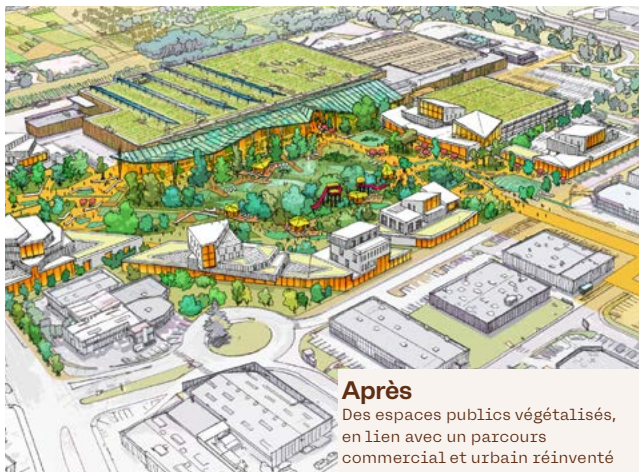 Après
Des espaces publics végétalisés,
en lien avec un parcours
commercial et urbain réinventé